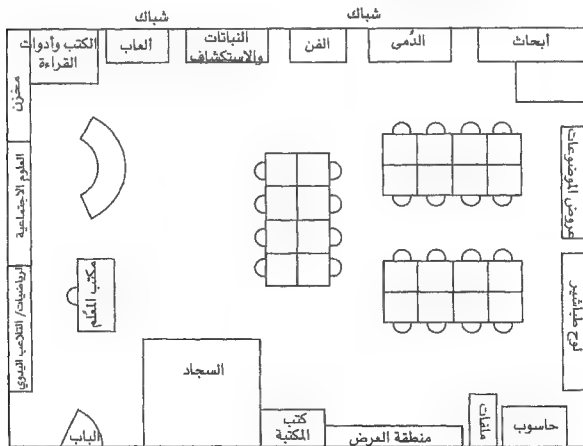 شباك
شباك
أبحاث
الدُمى
الفن
النباتات
والاستكشاف
ألعاب
الكتب وأدوات
القراءة
مخزن
العلوم الاجتماعية
الرياضيات/ التلاعب اليدوي
عروض الموضوعات
لوح طباشير
مكتب المعلّم
السجاد
الباب
كتب
المكتبة
منطقة العرض
ملفات
حاسوب